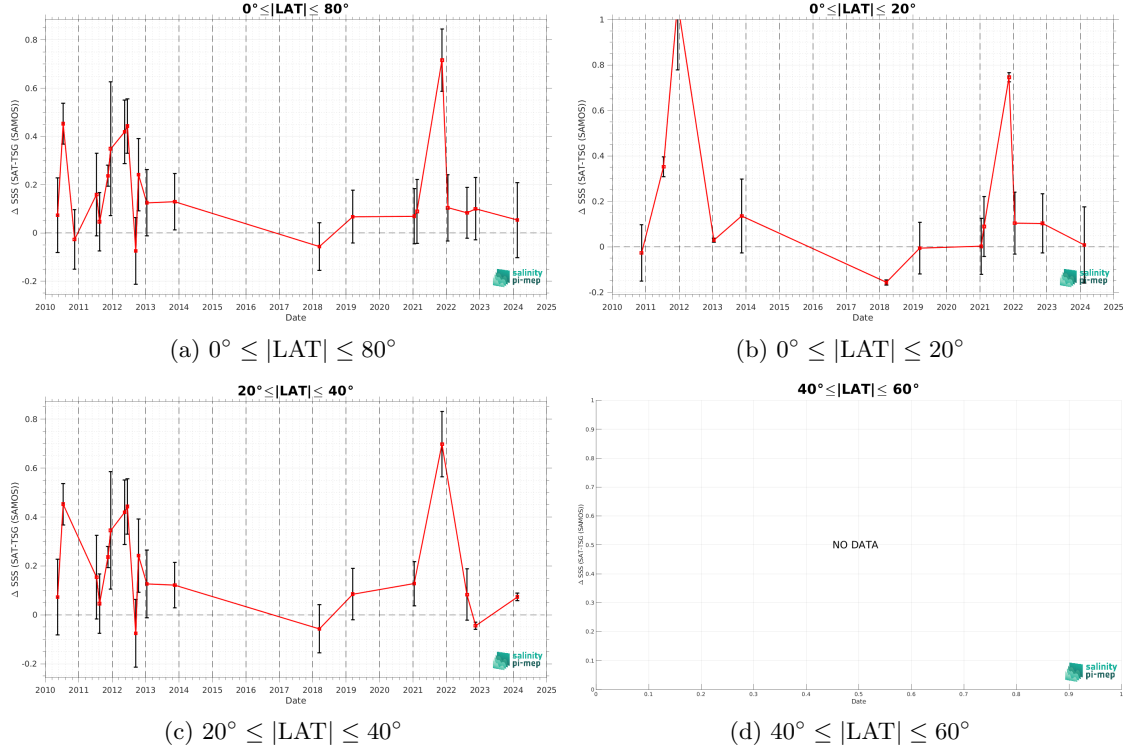 0°≤|LAT|≤ 80°
Δ SSS (SAT-TSG (SAMOS))
0.8
0.6
0.4
0.2
0
-0.2
2010 2011 2012 2013 2014 2015 2016 2017 2018 2019 2020 2021 2022 2023 2024 2025
Date
salinity
pi-mep
(a) 0° ≤ |LAT| ≤ 80°
0°≤|LAT|≤ 20°
Δ SSS (SAT-TSG (SAMOS))
1
0.8
0.6
0.4
0.2
0
-0.2
2010 2011 2012 2013 2014 2015 2016 2017 2018 2019 2020 2021 2022 2023 2024 2025
Date
salinity
pi-mep
(b) 0° ≤ |LAT| ≤ 20°
20°≤|LAT|≤ 40°
Δ SSS (SAT-TSG (SAMOS))
0.8
0.6
0.4
0.2
0
-0.2
2010 2011 2012 2013 2014 2015 2016 2017 2018 2019 2020 2021 2022 2023 2024 2025
Date
salinity
pi-mep
(c) 20° ≤ |LAT| ≤ 40°
40°≤|LAT|≤ 60°
Δ SSS (SAT-TSG (SAMOS))
1
0.9
0.8
0.7
0.6
0.5
0.4
0.3
0.2
0.1
0
NO DATA
0 0.1 0.2 0.3 0.4 0.5 0.6 0.7 0.8 0.9 1
Date
salinity
pi-mep
(d) 40° ≤ |LAT| ≤ 60°